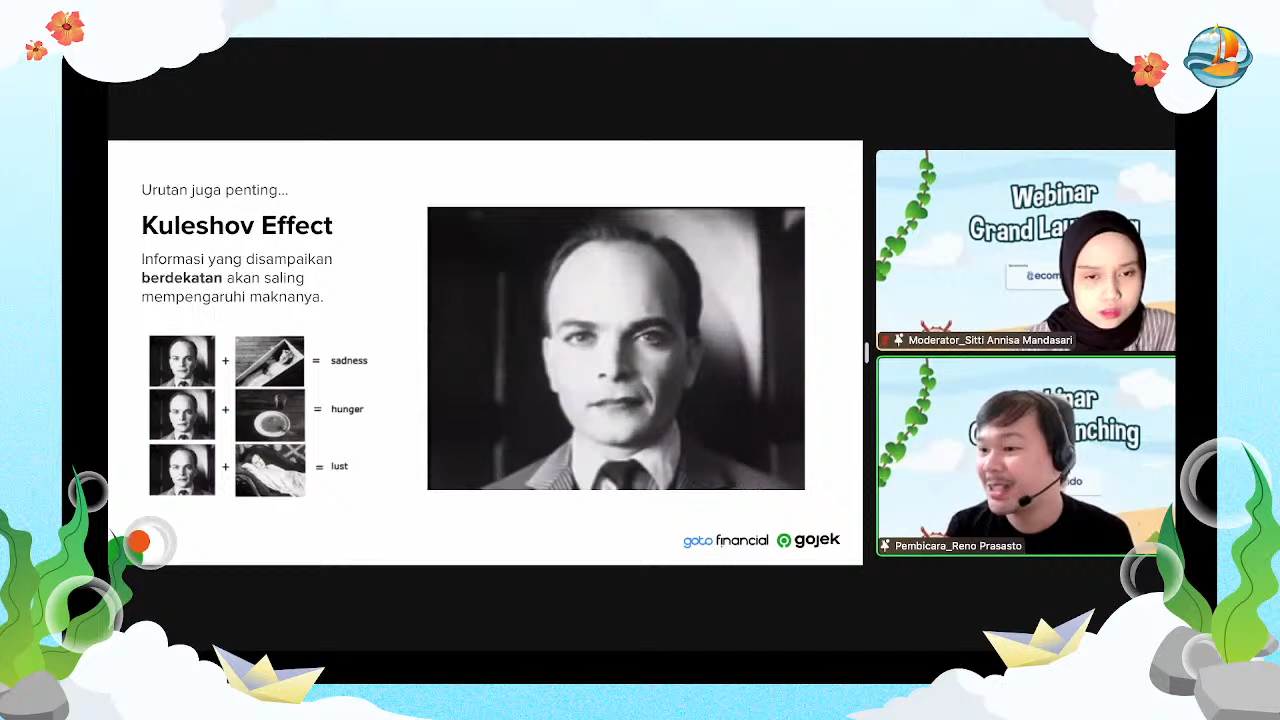 Urutan juga penting...
Kuleshov Effect
Informasi yang disampaikan
berdekatan akan saling
mempengaruhi maknanya.
+ = sadness
+ = hunger
+ = lust
goto financial gojek
Webinar
Grand
ecom
Moderator_Sitti Annisa Mandasari
Pembicara_Reno Prasasto